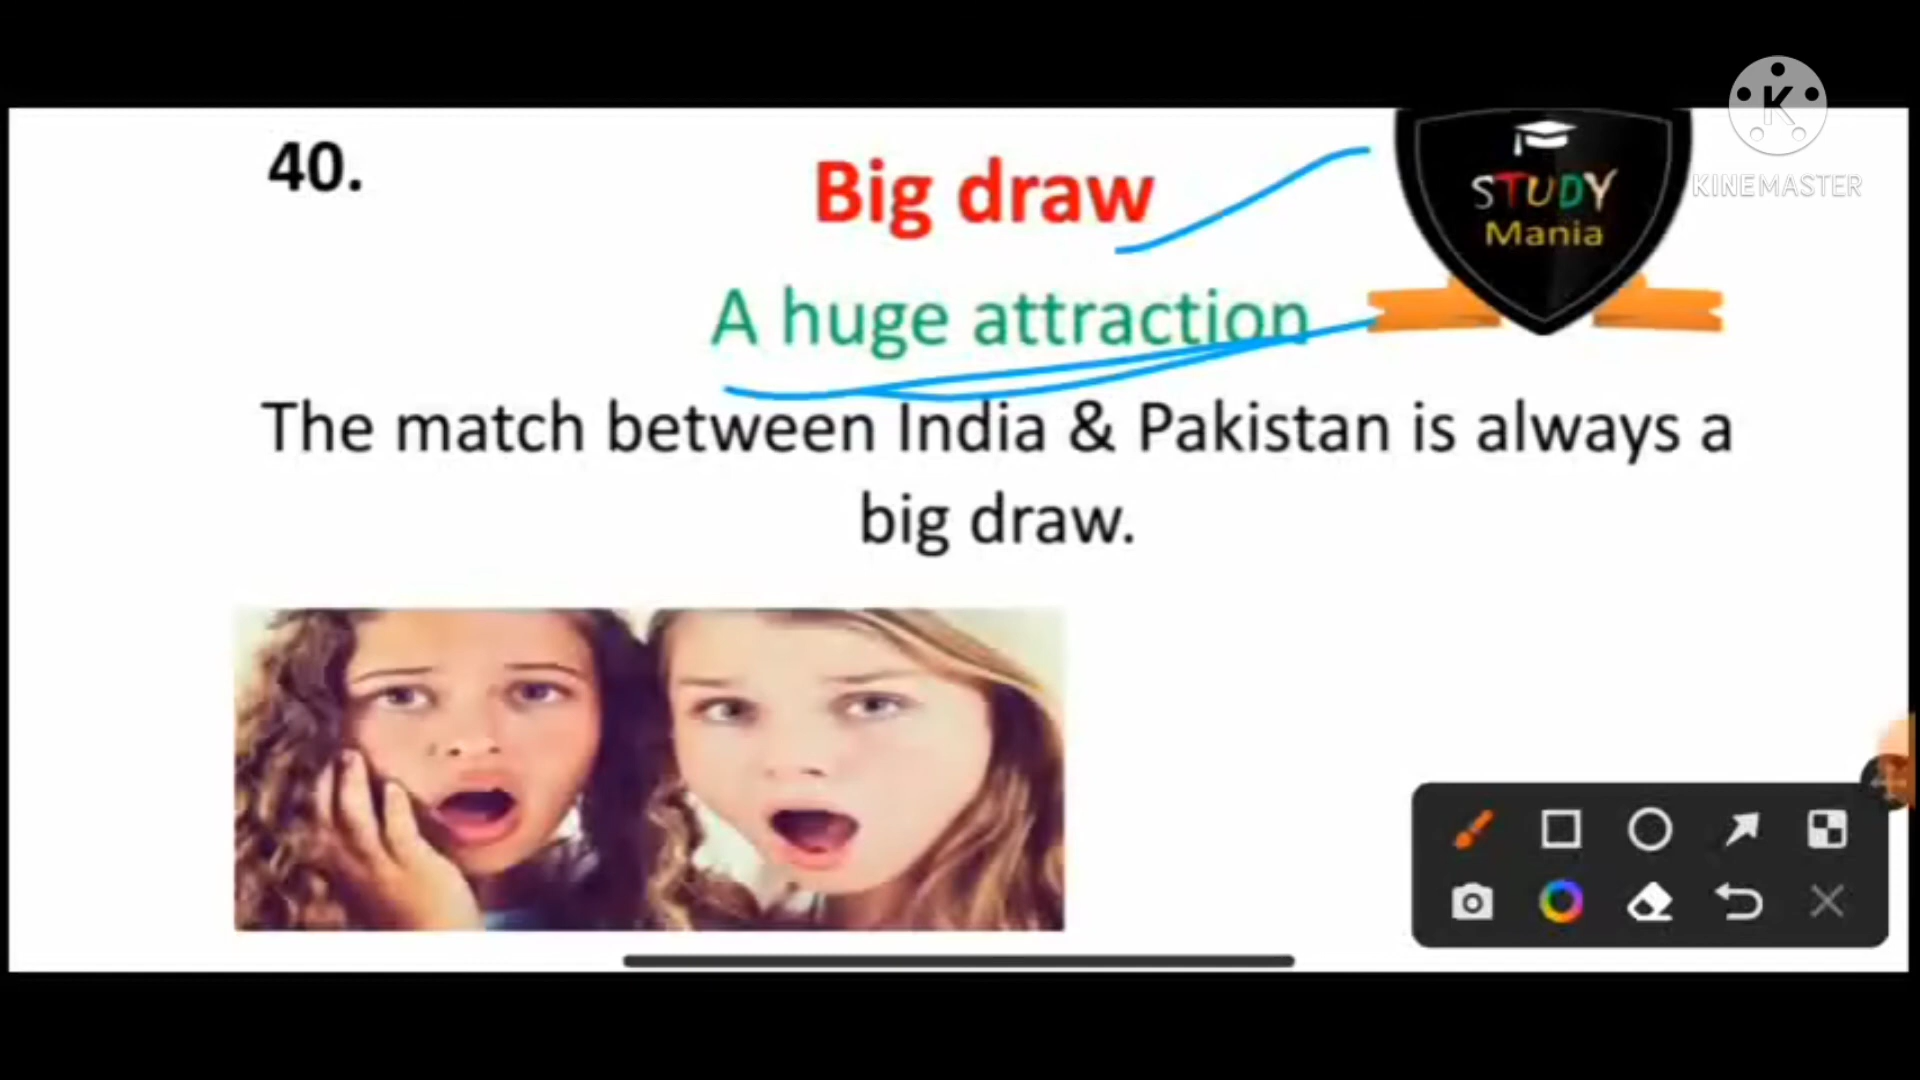 40.
Big draw
A huge attraction
The match between India & Pakistan is always a
big draw.
STUDY
Mania
K
KINEMASTER